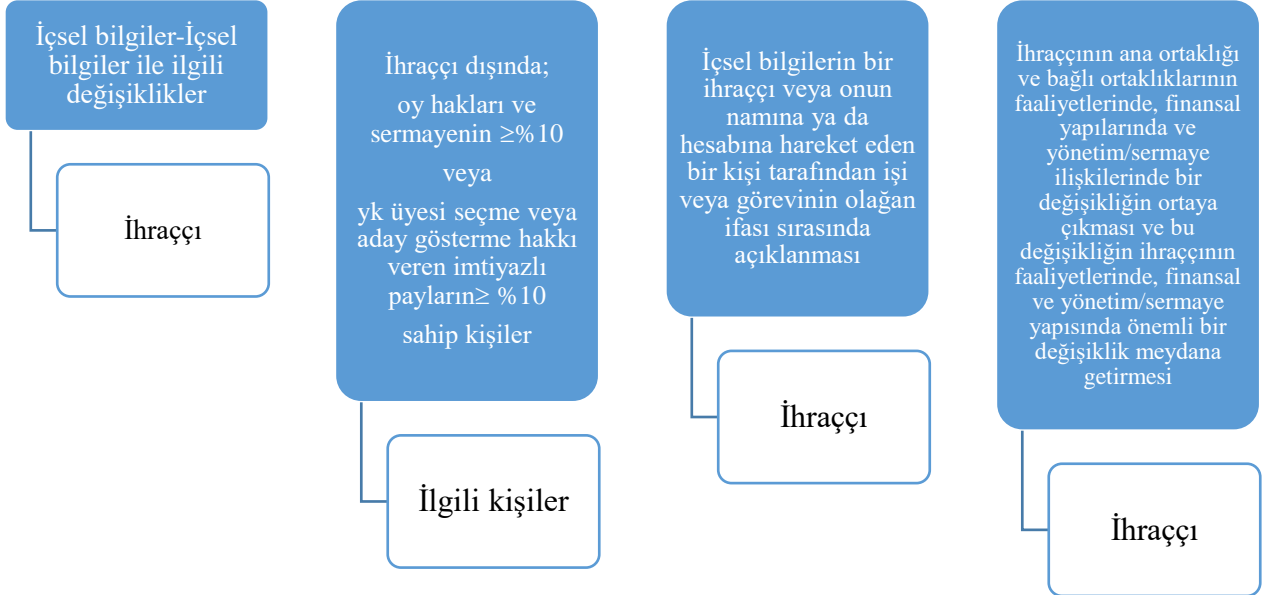 İçsel bilgiler-İçsel
bilgiler ile ilgili
değişiklikler
İhraççı
İhraççı dışında;
oy hakları ve
sermayenin ≥%10
veya
yk üyesi seçme veya
aday gösterme hakkı
veren imtiyazlı
payların≥ %10
sahip kişiler
İlgili kişiler
İçsel bilgilerin bir
ihraççı veya onun
namına ya da
hesabına hareket eden
bir kişi tarafından işi
veya görevinin olağan
ifası sırasında
açıklanması
İhraççı
İhraççının ana ortaklığı
ve bağlı ortaklıklarının
faaliyetlerinde, finansal
yapılarında ve
yönetim/sermaye
ilişkilerinde bir
değişikliğin ortaya
çıkması ve bu
değişikliğin ihraççının
faaliyetlerinde, finansal
ve yönetim/sermaye
yapısında önemli bir
değişiklik meydana
getirmesi
İhraççı